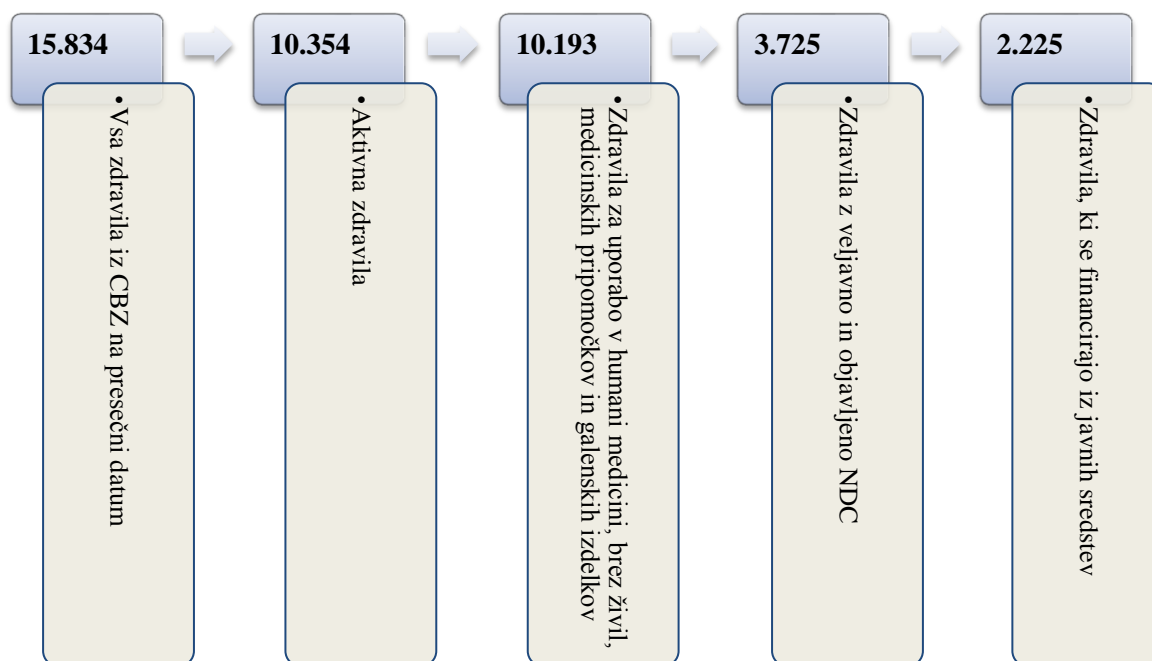 15.834
• Vsa zdravila iz CBZ na presečni datum
10.354
• Aktivna zdravila
10.193
• Zdravila za uporabo v humani medicini, brez živil,
medicinskih pripomočkov in galenskih izdelkov
3.725
• Zdravila z veljavno in objavljeno NDC
2.225
• Zdravila, ki se financirajo iz javnih sredstev